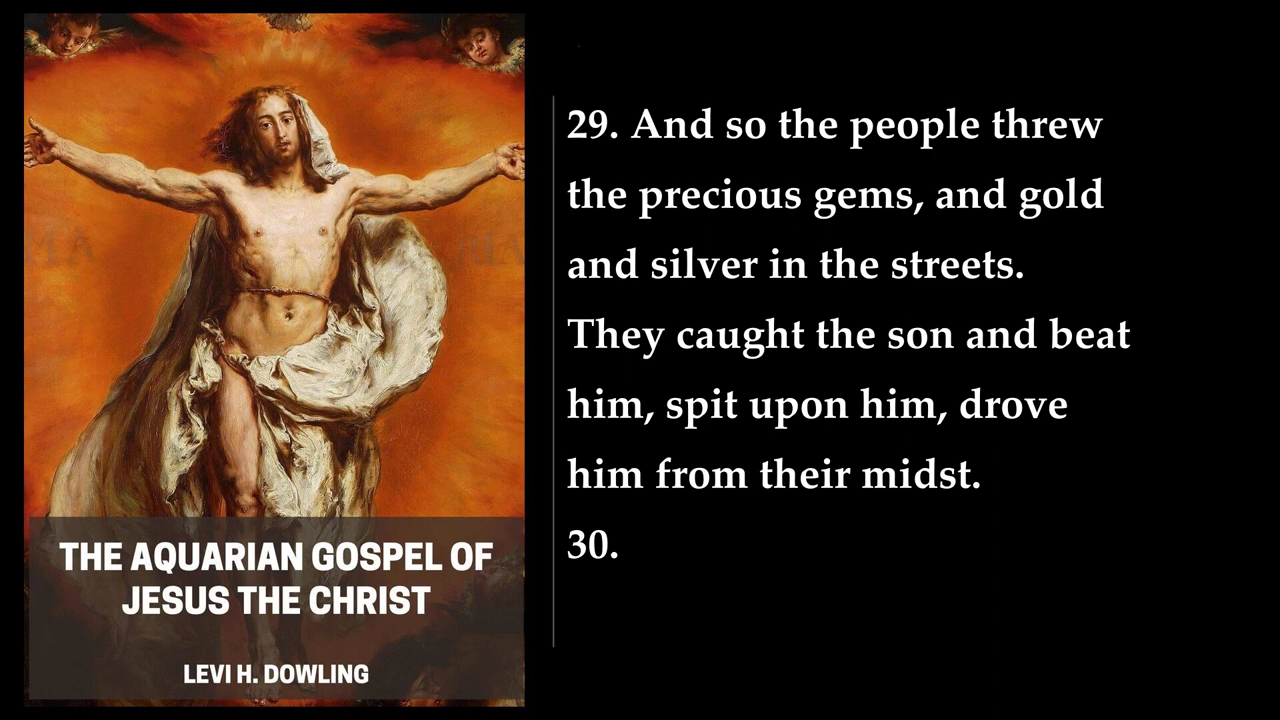 THE AQUARIAN GOSPEL OF
JESUS THE CHRIST
LEVI H. DOWLING
29. And so the people threw
the precious gems, and gold
and silver in the streets.
They caught the son and beat
him, spit upon him, drove
him from their midst.
30.